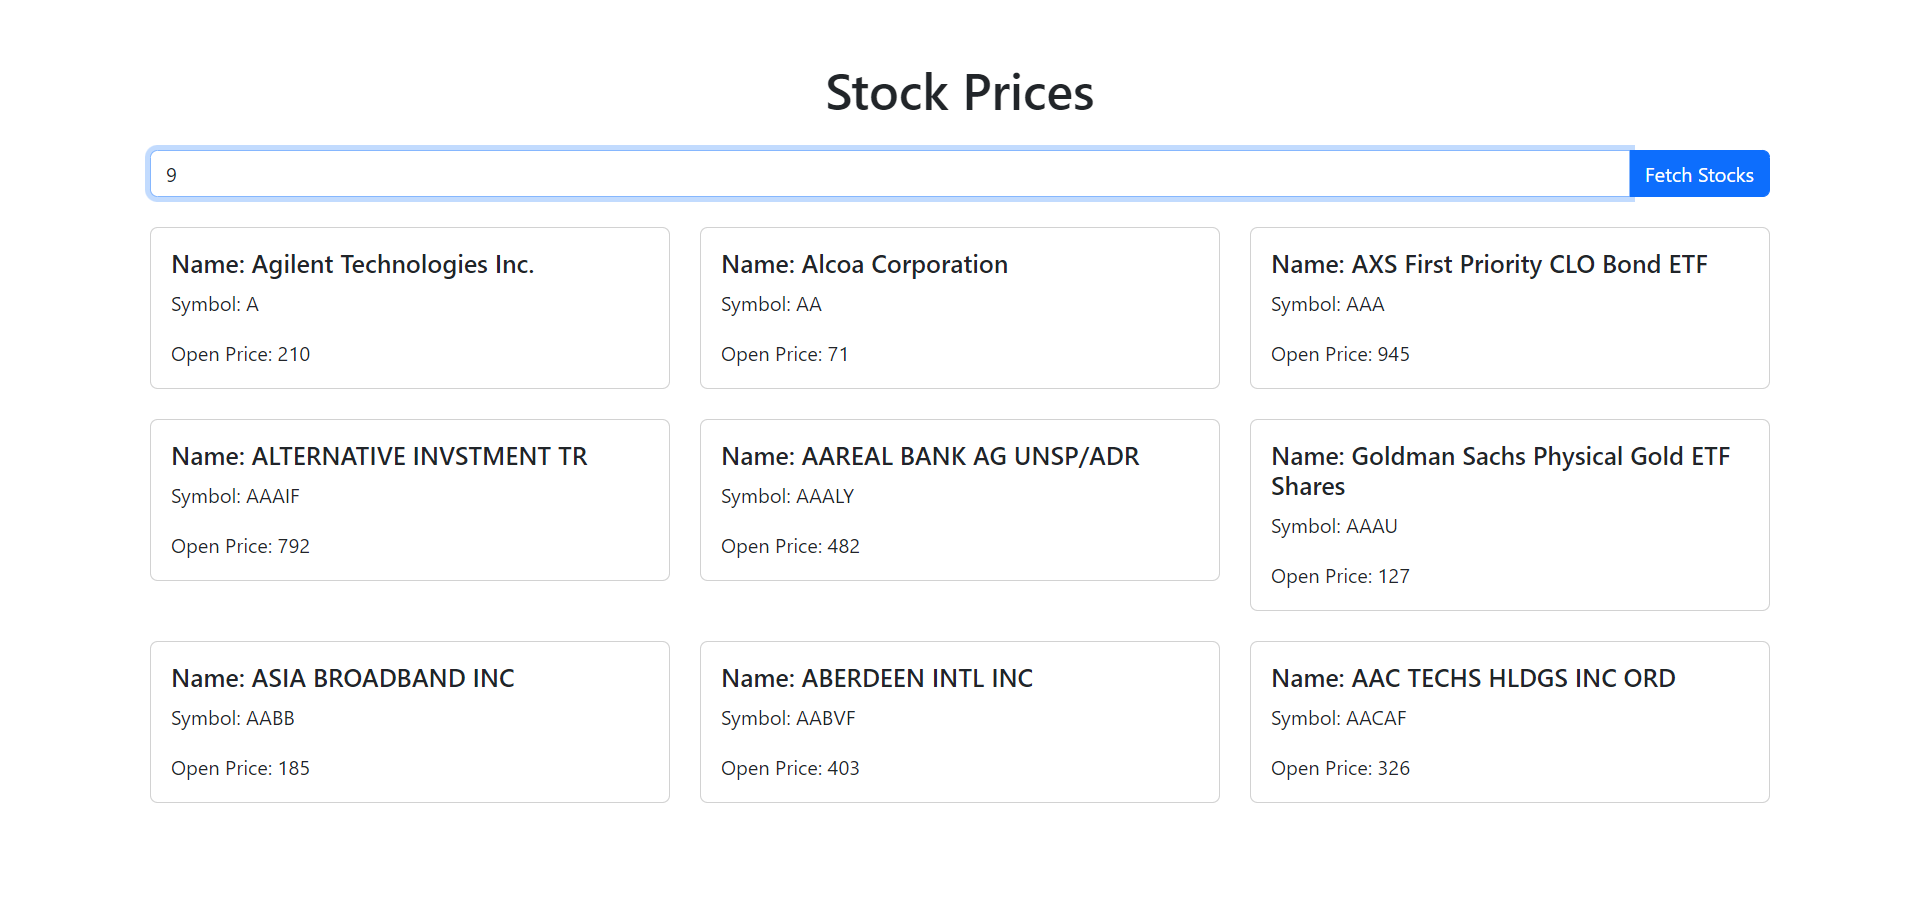 Stock Prices
9
Fetch Stocks
Name: Agilent Technologies Inc.
Symbol: A
Open Price: 210
Name: Alcoa Corporation
Symbol: AA
Open Price: 71
Name: AXS First Priority CLO Bond ETF
Symbol: AAA
Open Price: 945
Name: ALTERNATIVE INVSTMENT TR
Symbol: AAAIF
Open Price: 792
Name: AAREAL BANK AG UNSP/ADR
Symbol: AAALY
Open Price: 482
Name: Goldman Sachs Physical Gold ETF
Shares
Symbol: AAAU
Open Price: 127
Name: ASIA BROADBAND INC
Symbol: AABB
Open Price: 185
Name: ABERDEEN INTL INC
Symbol: AABVF
Open Price: 403
Name: AAC TECHS HLDGS INC ORD
Symbol: AACAF
Open Price: 326